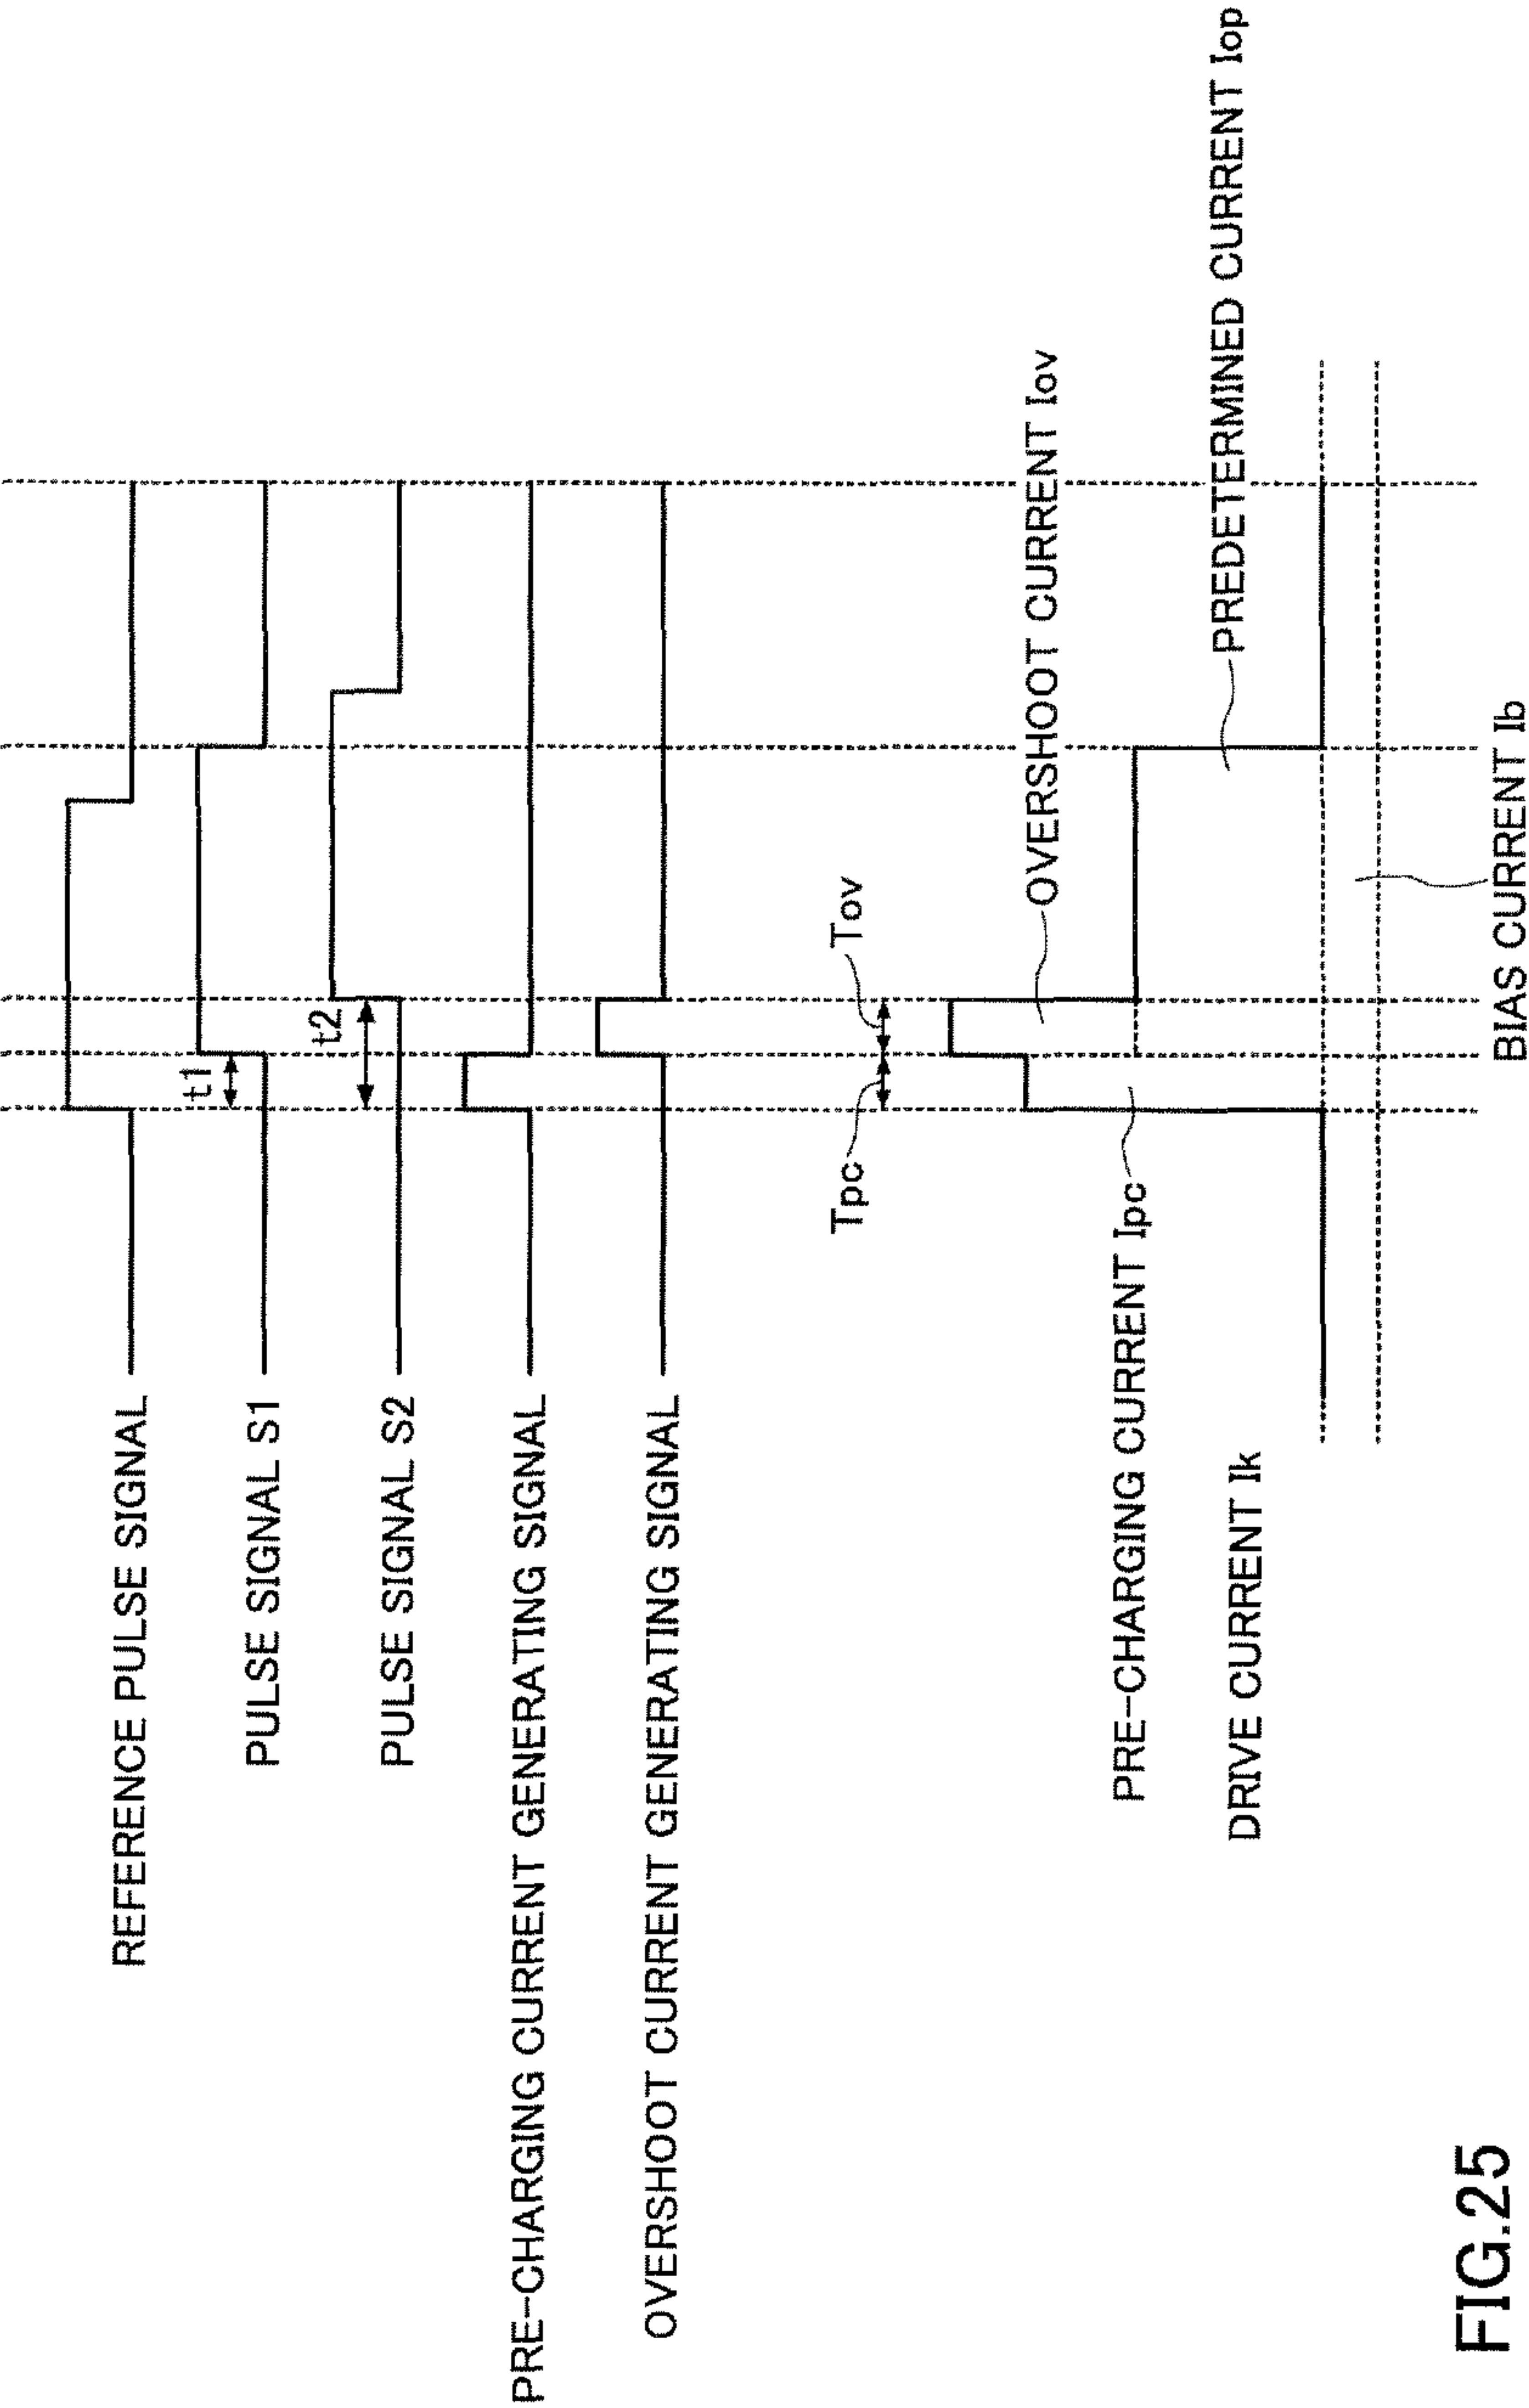 FIG.25
REFERENCE PULSE SIGNAL
PULSE SIGNAL S1
t1
PULSE SIGNAL S2
t2
PRE-CHARGING CURRENT GENERATING SIGNAL
OVERSHOOT CURRENT GENERATING SIGNAL
Tpc
Tov
OVERSHOOT CURRENT Iov
PRE-CHARGING CURRENT Ipc
DRIVE CURRENT Ik
PREDETERMINED CURRENT Iop
BIAS CURRENT Ib